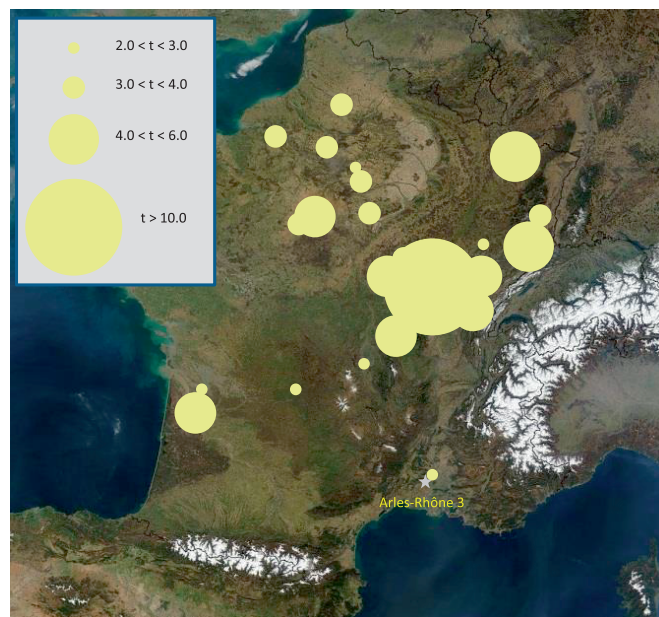 2.0 < t < 3.0
3.0 < t < 4.0
4.0 < t < 6.0
t > 10.0
Arles-Rhône 3